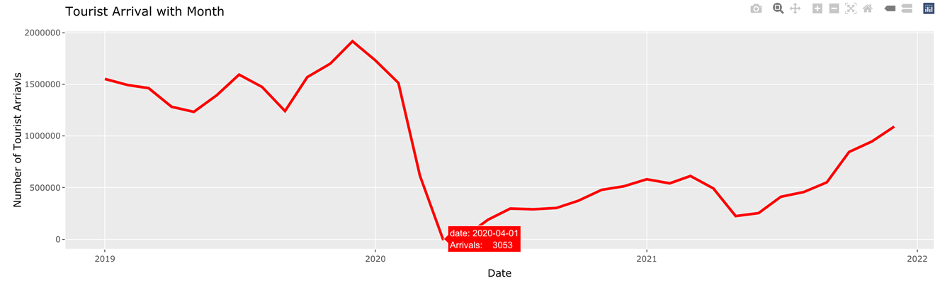 Tourist Arrival with Month
2000000
1500000
1000000
500000
0
Number of Tourist Arriavls
date: 2020-04-01
Arrivals: 3053
2019
2020
2021
2022
Date